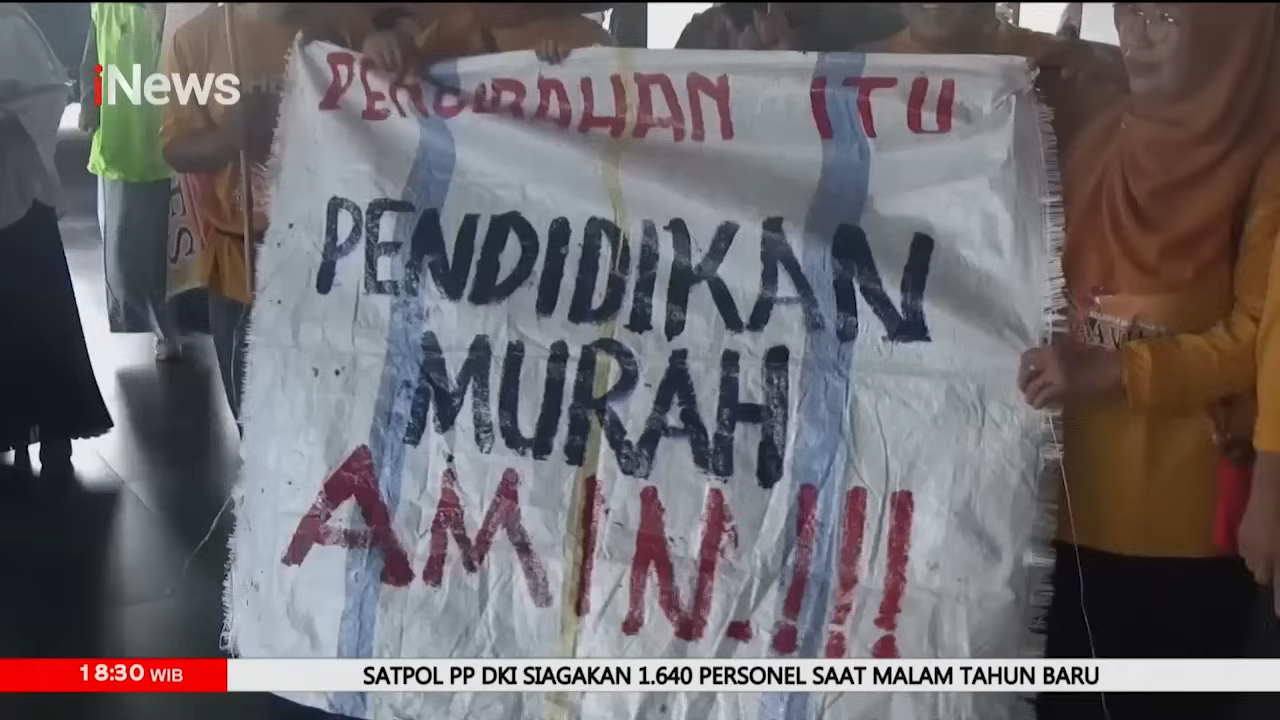 iNews
PERUBAHAN ITU
PENDIDIKAN
MURAH
AMIN.!!!
18:30 WIB
SATPOL PP DKI SIAGAKAN 1.640 PERSONEL SAAT MALAM TAHUN BARU